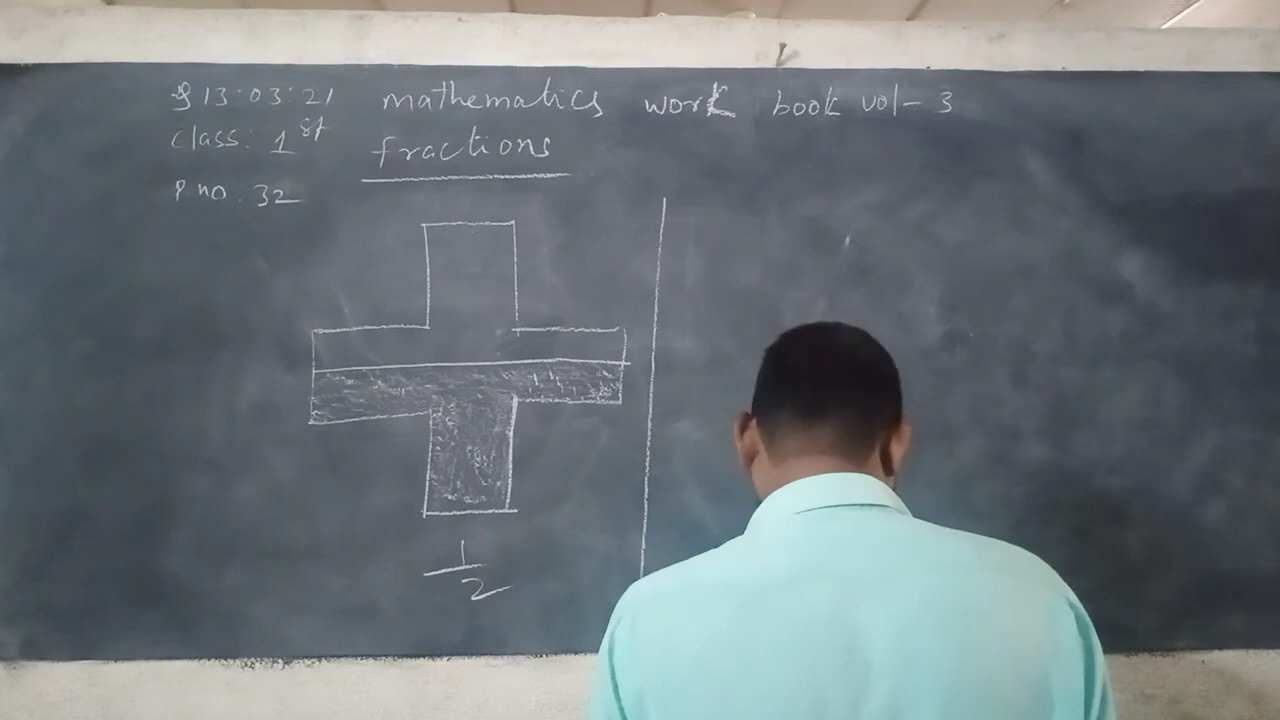 13:03:21 mathematics work book vol-3
class: 1st fractions
P no: 32
1/2